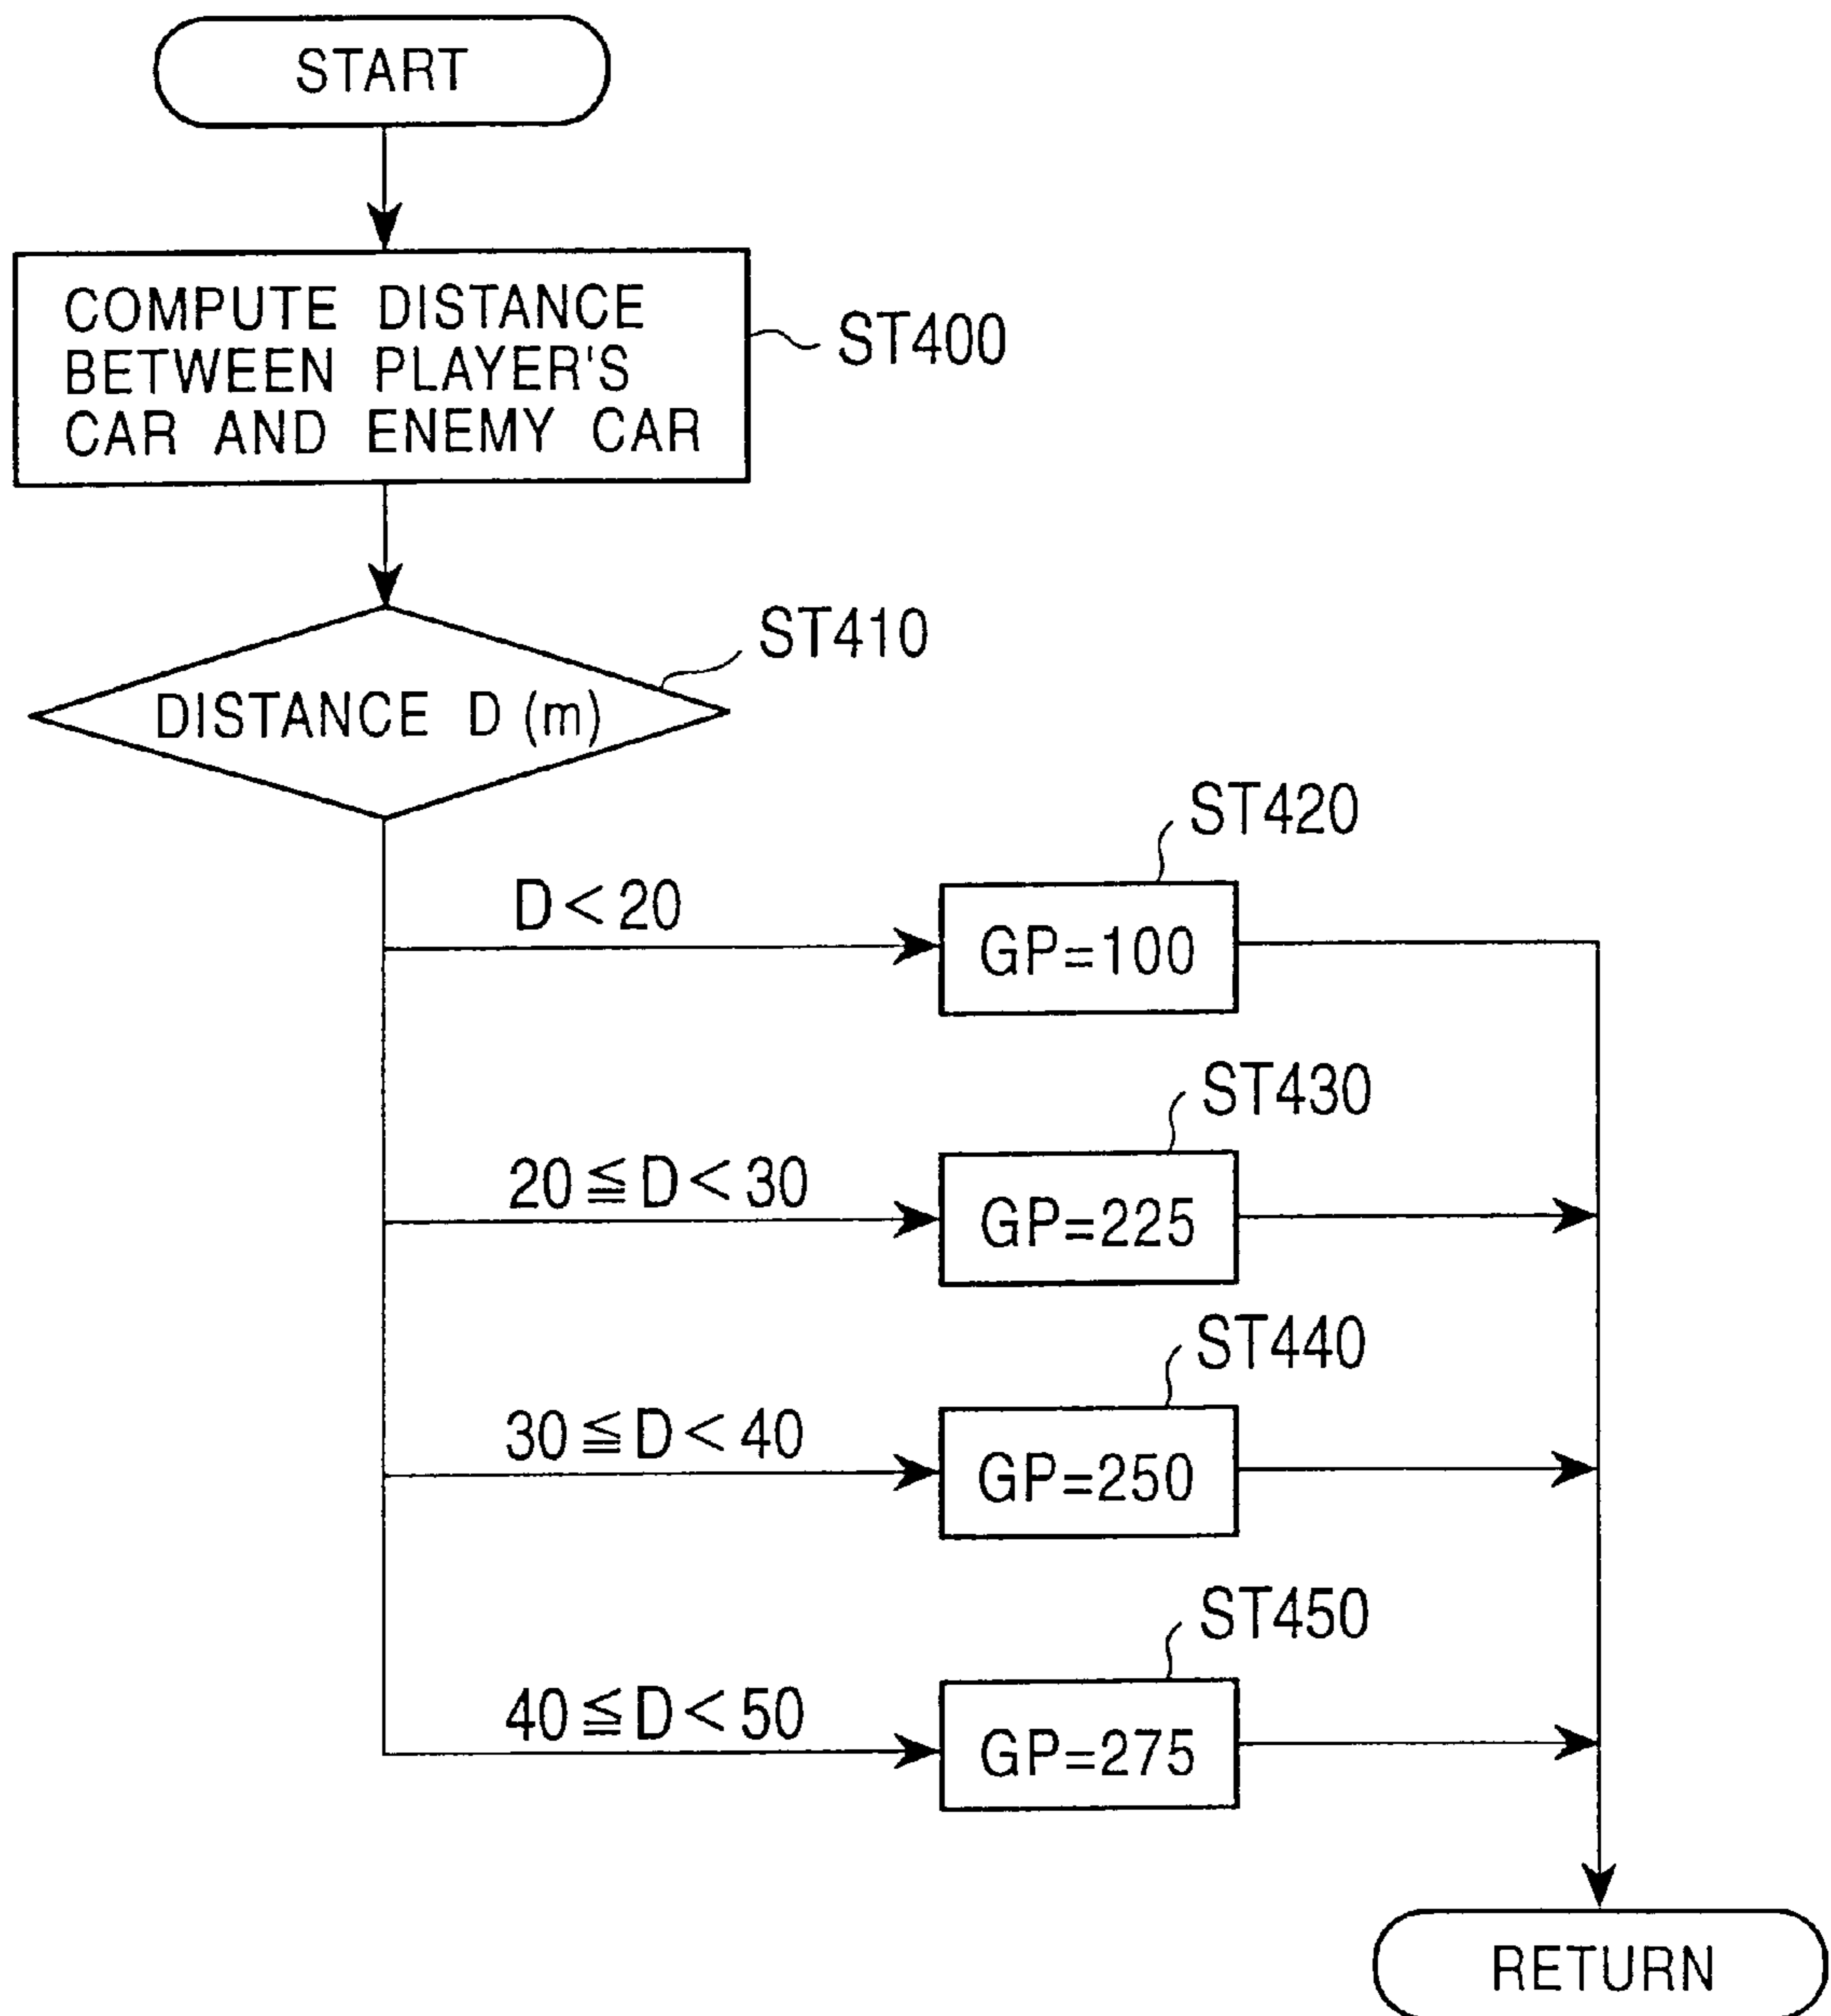 START
COMPUTE DISTANCE
BETWEEN PLAYER'S
CAR AND ENEMY CAR
ST400
ST410
DISTANCE D (m)
ST420
D < 20
GP=100
ST430
20 ≦ D < 30
GP=225
ST440
30 ≦ D < 40
GP=250
ST450
40 ≦ D < 50
GP=275
RETURN